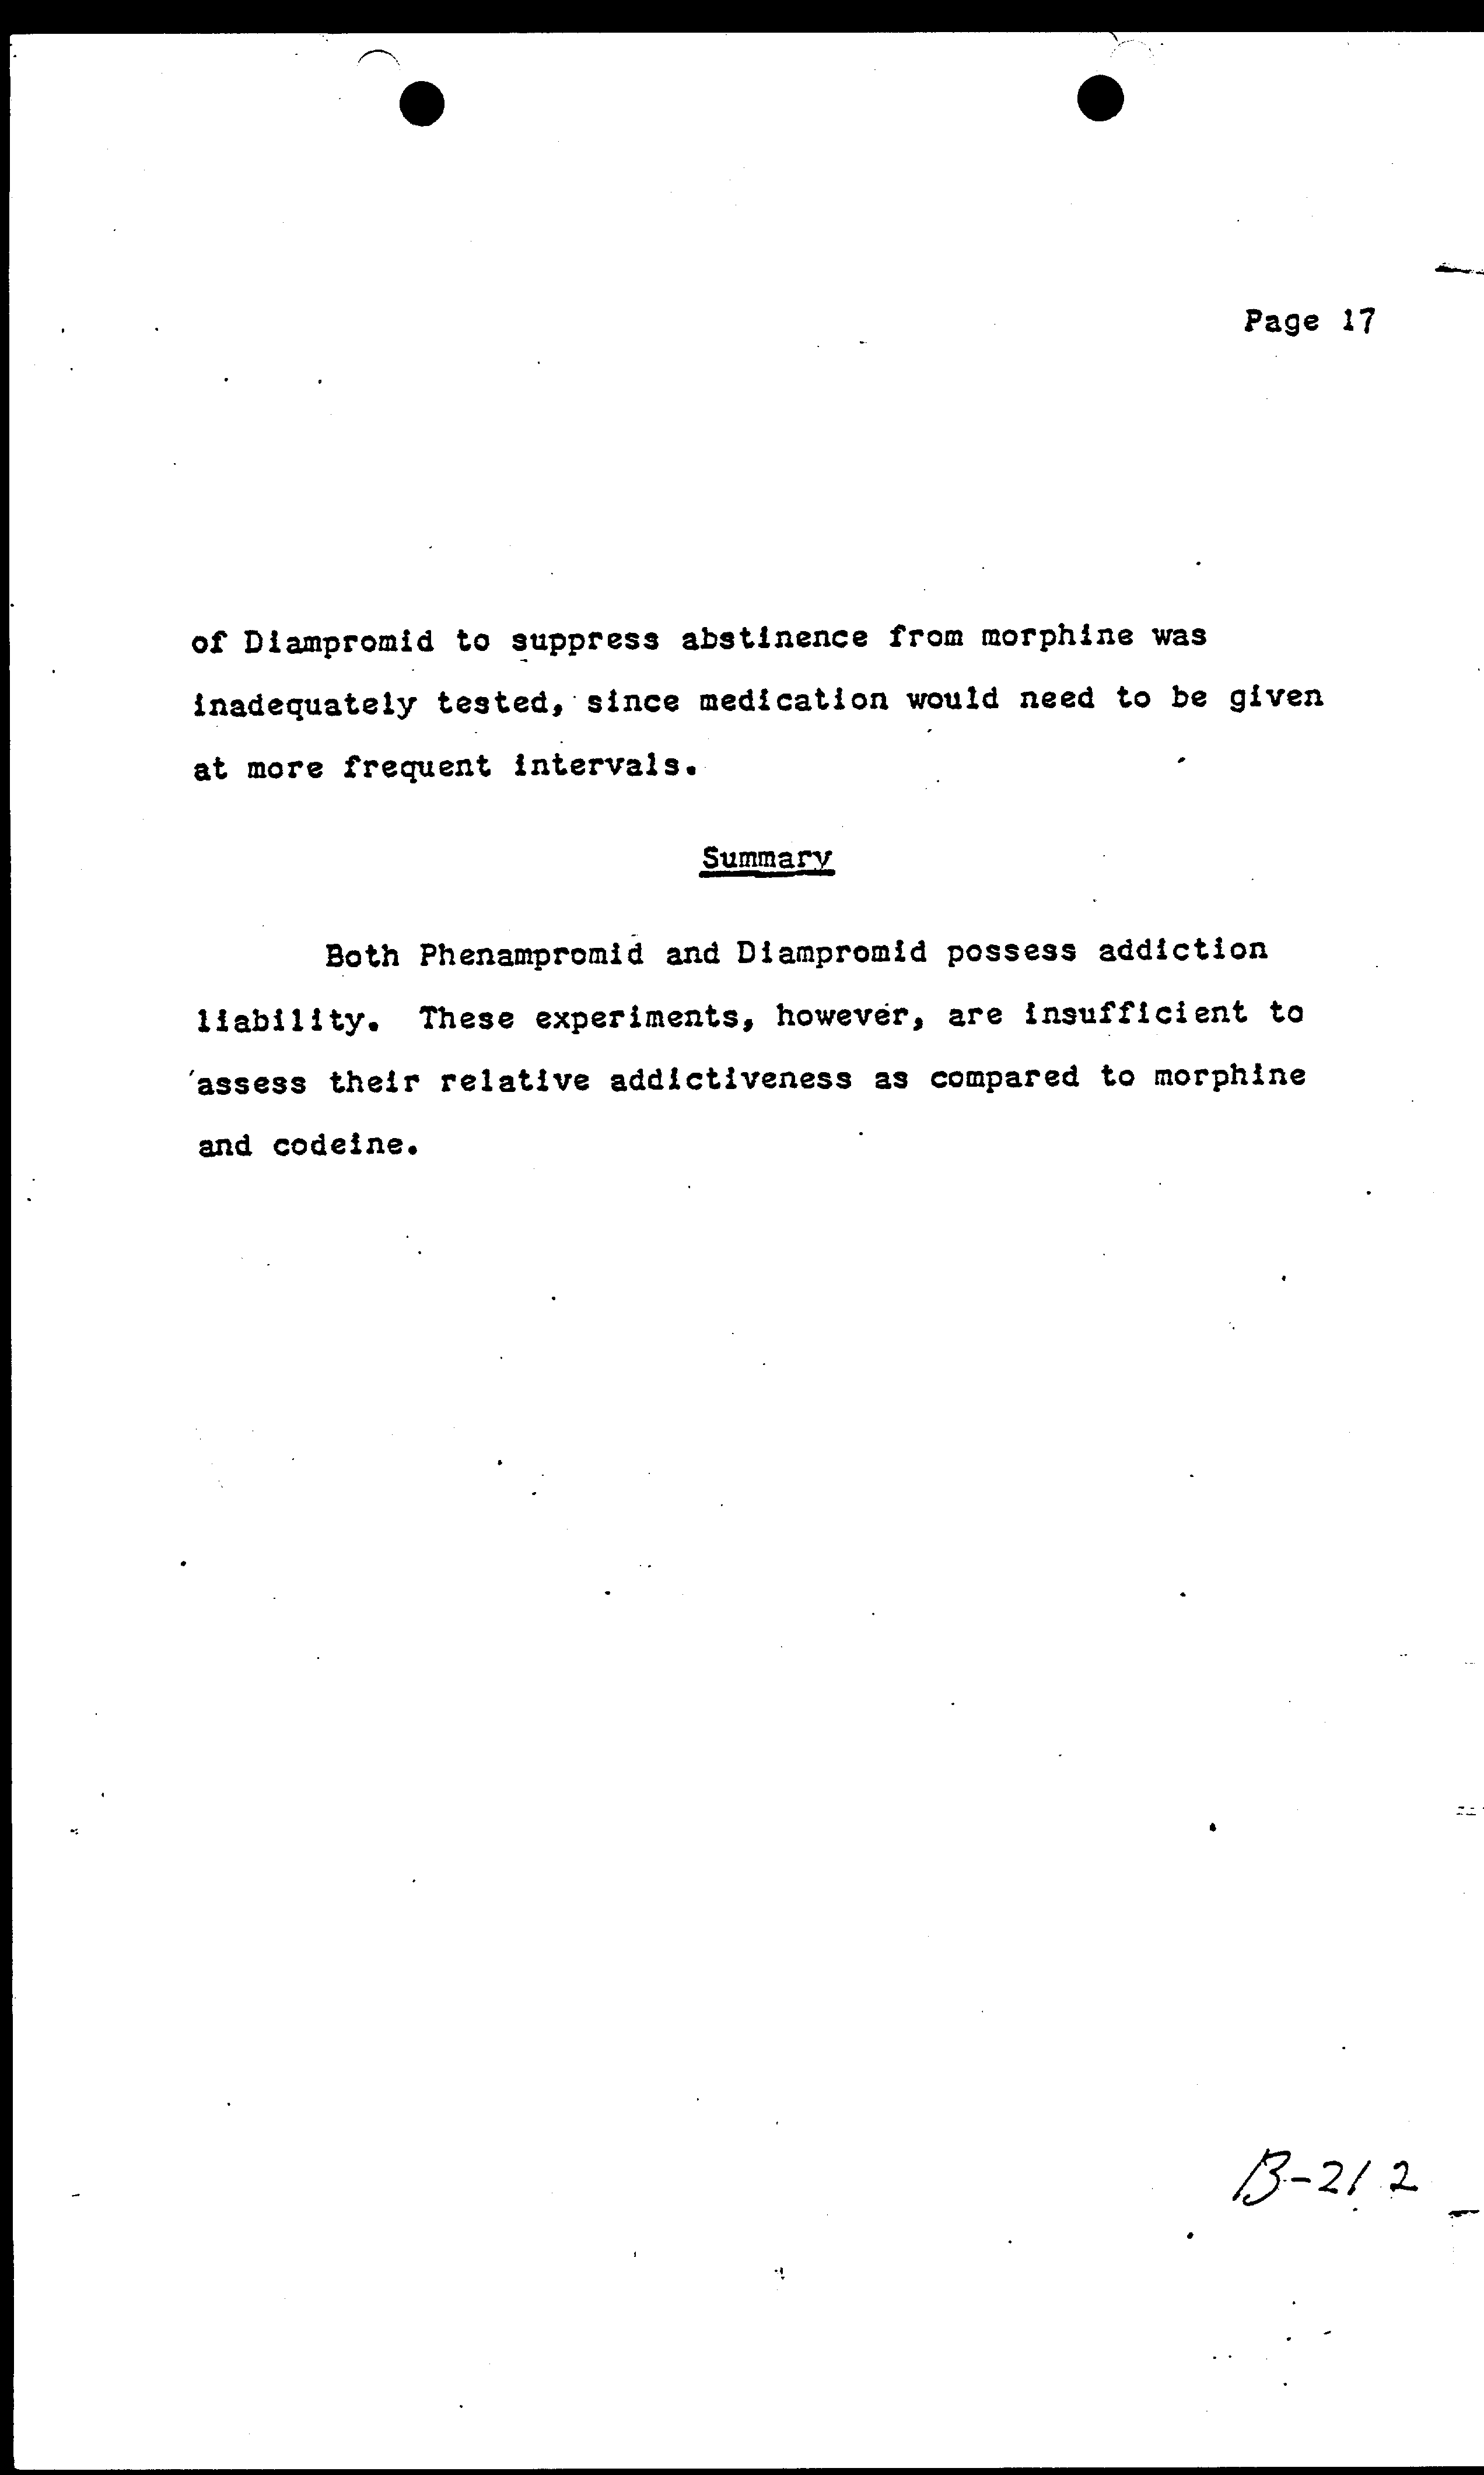 Page 17
of Diampromid to suppress abstinence from morphine was
inadequately tested, since medication would need to be given
at more frequent intervals.
Summary
Both Phenampromid and Diampromid possess addiction
liability. These experiments, however, are insufficient to
assess their relative addictiveness as compared to morphine
and codeine.
B-212